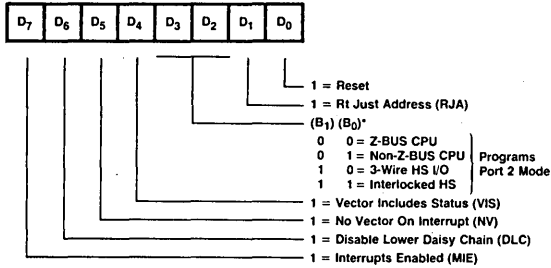 D7 D6 D5 D4 D3 D2 D1 D0
1 = Reset
1 = Rt Just Address (RJA)
(B1) (B0)*
0 0 = Z-BUS CPU
0 1 = Non-Z-BUS CPU
1 0 = 3-Wire HS I/O
1 1 = Interlocked HS
Programs
Port 2 Mode
1 = Vector Includes Status (VIS)
1 = No Vector On Interrupt (NV)
1 = Disable Lower Daisy Chain (DLC)
1 = Interrupts Enabled (MIE)